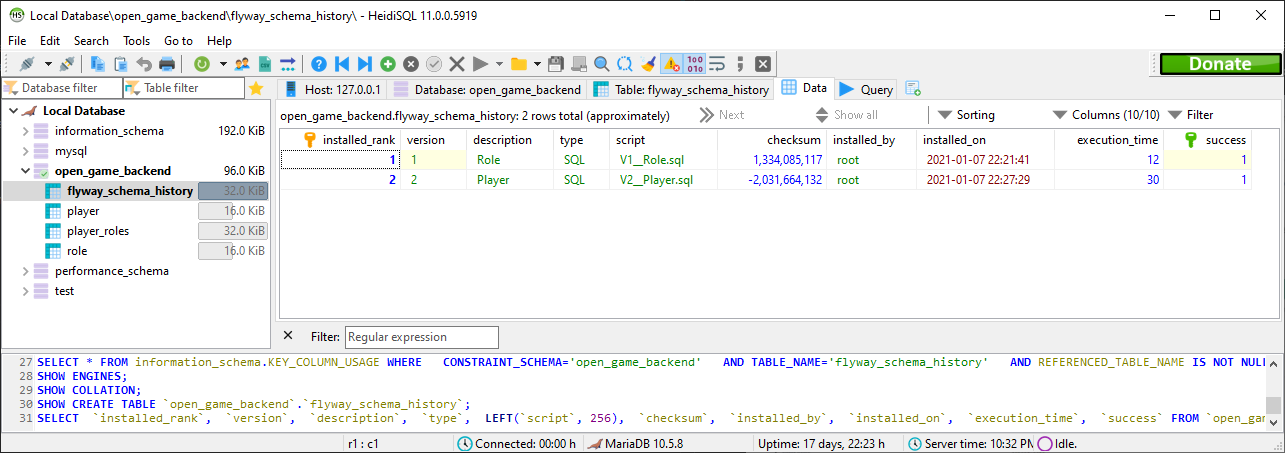 Local Database\open_game_backend\flyway_schema_history\ - HeidiSQL 11.0.0.5919
File Edit Search Tools Go to Help
Donate
Database filter Table filter
Host: 127.0.0.1 Database: open_game_backend Table: flyway_schema_history Data Query
Local Database
information_schema 192.0 KiB
mysql
open_game_backend 96.0 KiB
flyway_schema_history 32.0 KiB
player 16.0 KiB
player_roles 32.0 KiB
role 16.0 KiB
performance_schema
test
open_game_backend.flyway_schema_history: 2 rows total (approximately) Next Show all Sorting Columns (10/10) Filter
installed_rank version description type script checksum installed_by installed_on execution_time success
1 1 Role SQL V1__Role.sql 1,334,085,117 root 2021-01-07 22:21:41 12 1
2 2 Player SQL V2__Player.sql -2,031,664,132 root 2021-01-07 22:27:29 30 1
Filter: Regular expression
27 SELECT * FROM information_schema.KEY_COLUMN_USAGE WHERE CONSTRAINT_SCHEMA='open_game_backend' AND TABLE_NAME='flyway_schema_history' AND REFERENCED_TABLE_NAME IS NOT NULL
28 SHOW ENGINES;
29 SHOW COLLATION;
30 SHOW CREATE TABLE `open_game_backend`.`flyway_schema_history`;
31 SELECT `installed_rank`, `version`, `description`, `type`, LEFT(`script`, 256), `checksum`, `installed_by`, `installed_on`, `execution_time`, `success` FROM `open_gam
r1 : c1 Connected: 00:00 h MariaDB 10.5.8 Uptime: 17 days, 22:23 h Server time: 10:32 PM Idle.